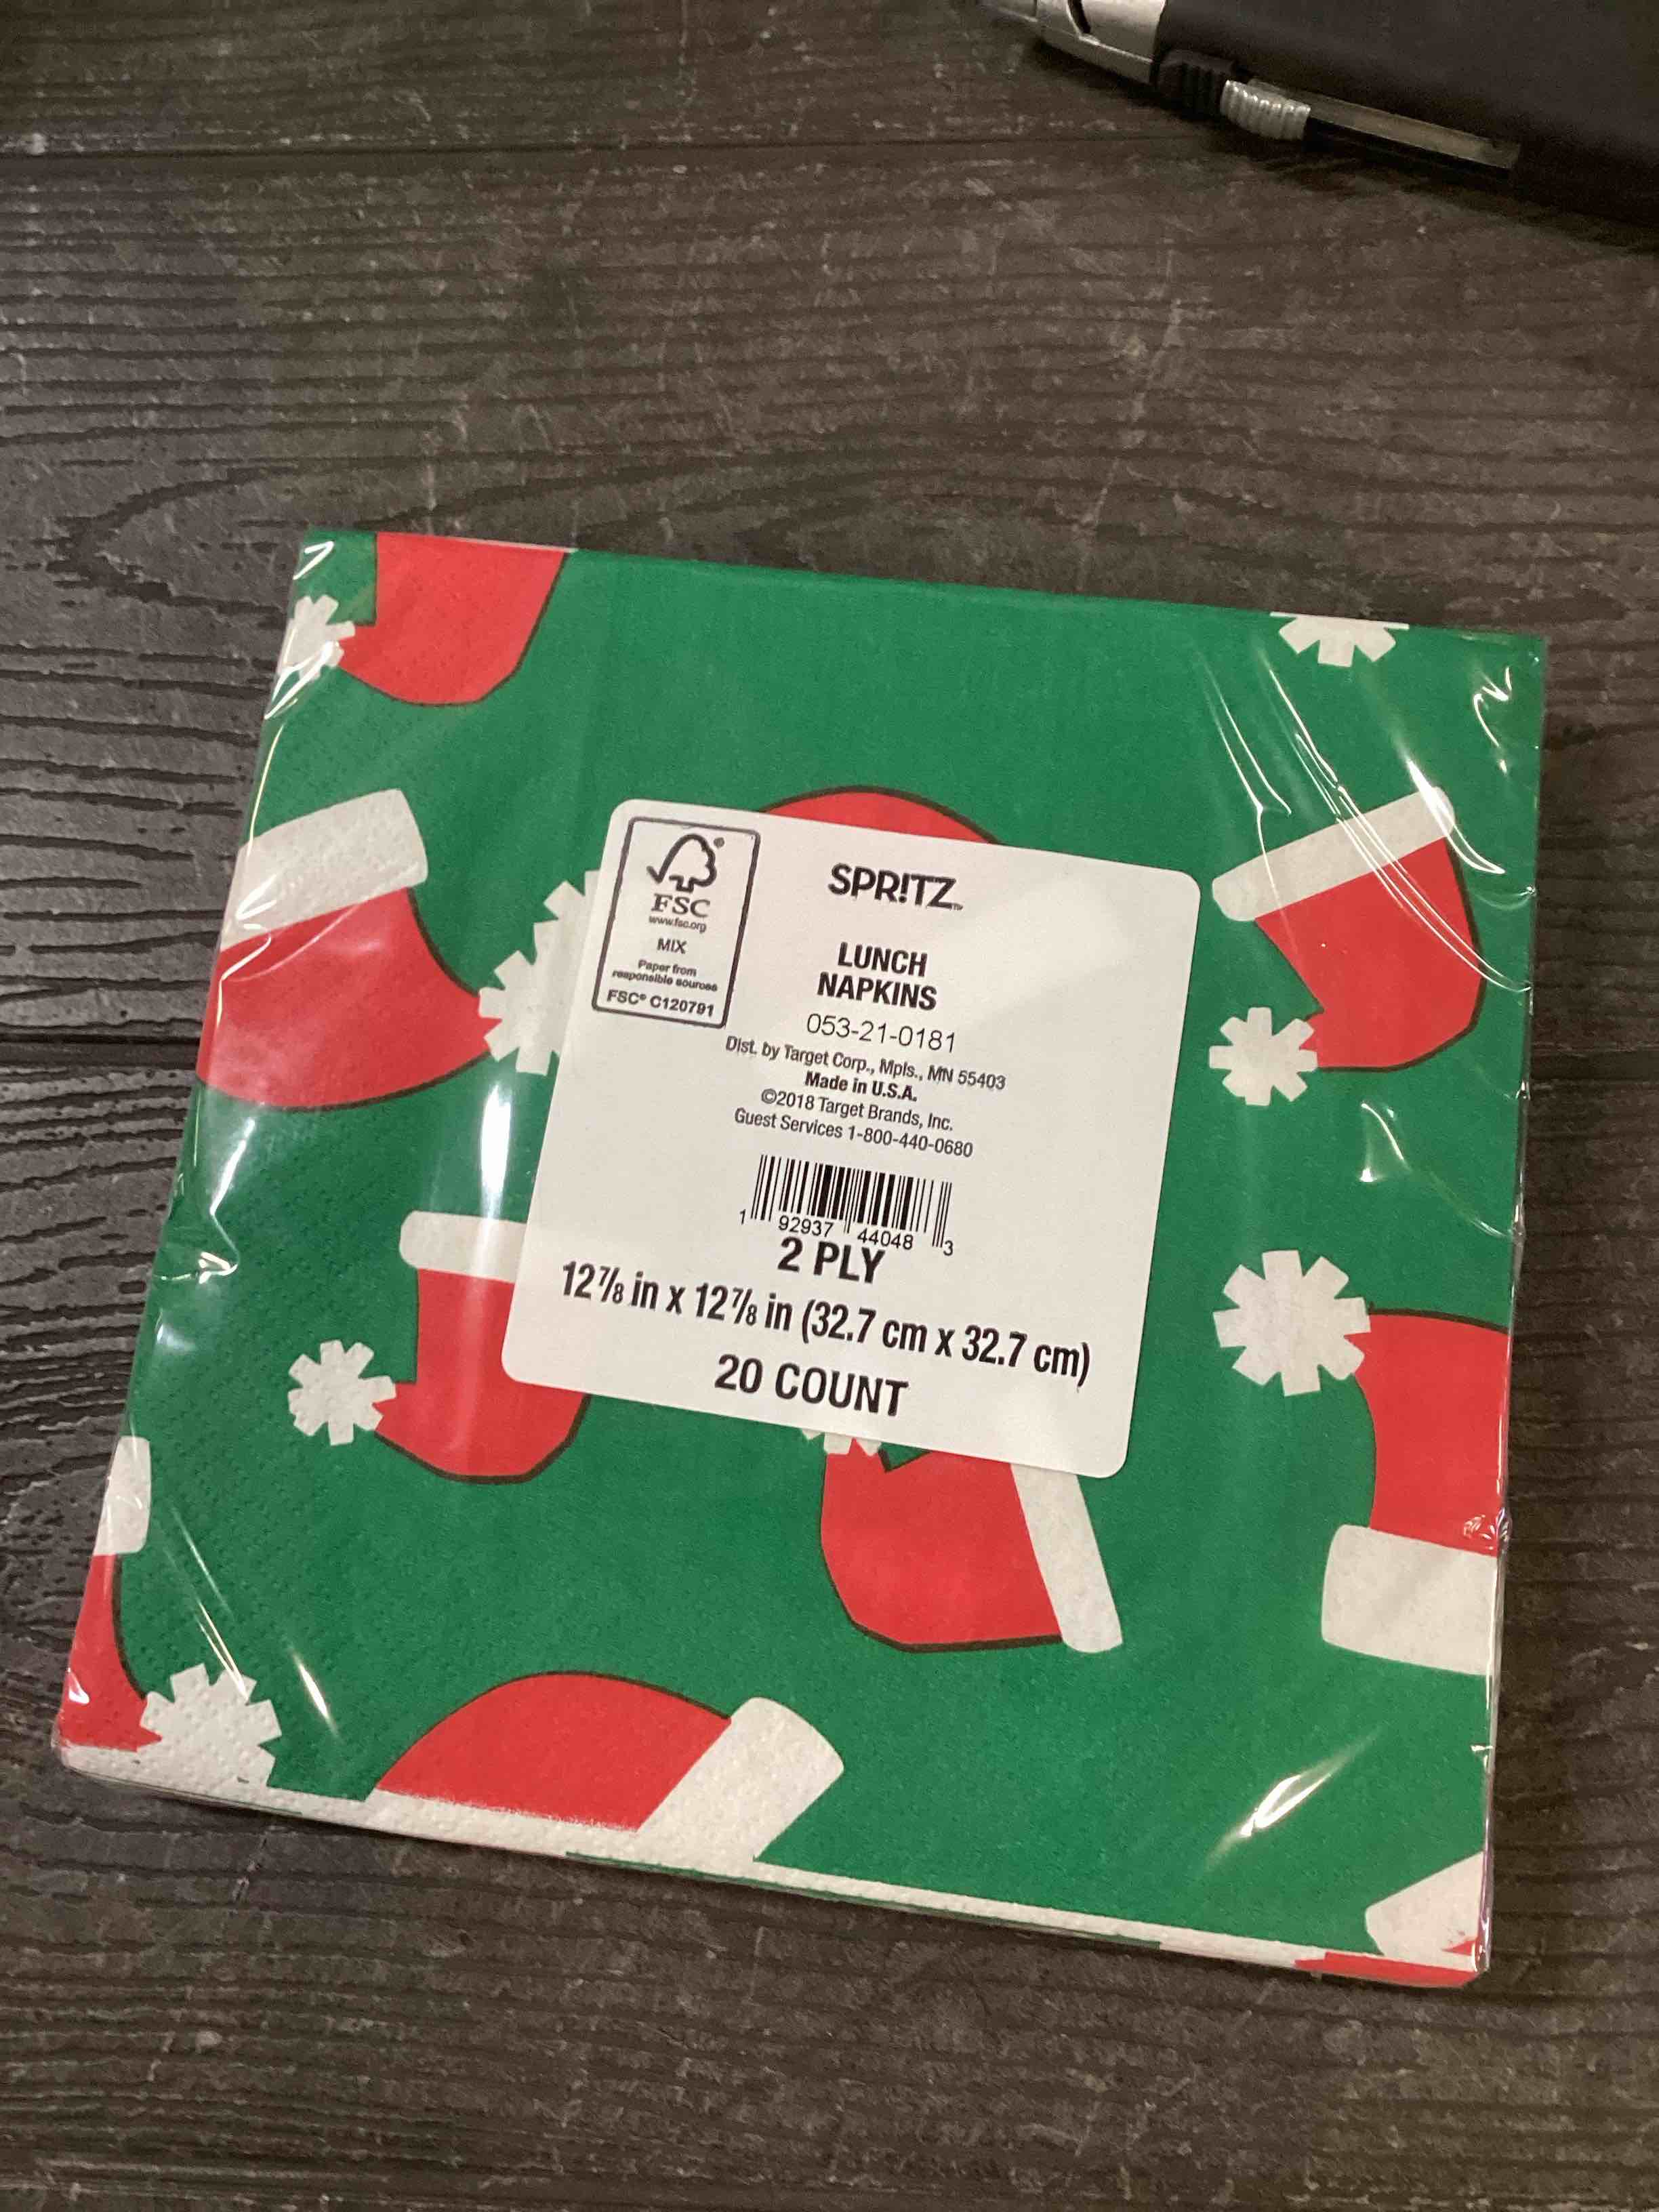 FSC®
www.fsc.org
MIX
Paper from
responsible sources
FSC® C120791
SPR!TZ™
LUNCH
NAPKINS
053-21-0181
Dist. by Target Corp., Mpls., MN 55403
Made in U.S.A.
©2018 Target Brands, Inc.
Guest Services 1-800-440-0680
1 92937 44048 3
2 PLY
12⅞ in x 12⅞ in (32.7 cm x 32.7 cm)
20 COUNT